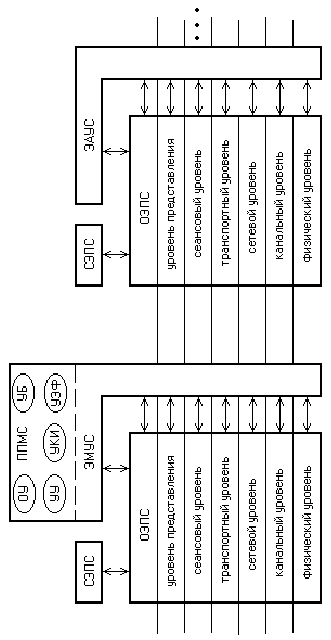 ОУ ППМС УБ
УУ УКИ УЭФ
СЭПС ЭМУС СЭПС ЭАУС
ОЭПС
уровень представления
сеансовый уровень
транспортный уровень
сетевой уровень
канальный уровень
физический уровень
ОЭПС
уровень представления
сеансовый уровень
транспортный уровень
сетевой уровень
канальный уровень
физический уровень